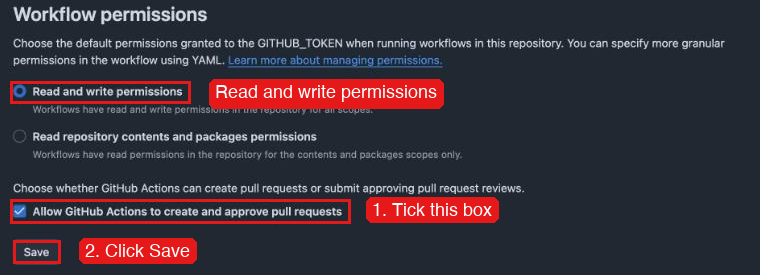 Workflow permissions
Choose the default permissions granted to the GITHUB_TOKEN when running workflows in this repository. You can specify more granular
permissions in the workflow using YAML. Learn more about managing permissions.
Read and write permissions
Read and write permissions
Workflows have read and write permissions in the repository for all scopes.
Read repository contents and packages permissions
Workflows have read permissions in the repository for the contents and packages scopes only.
Choose whether GitHub Actions can create pull requests or submit approving pull request reviews.
Allow GitHub Actions to create and approve pull requests
1. Tick this box
Save
2. Click Save